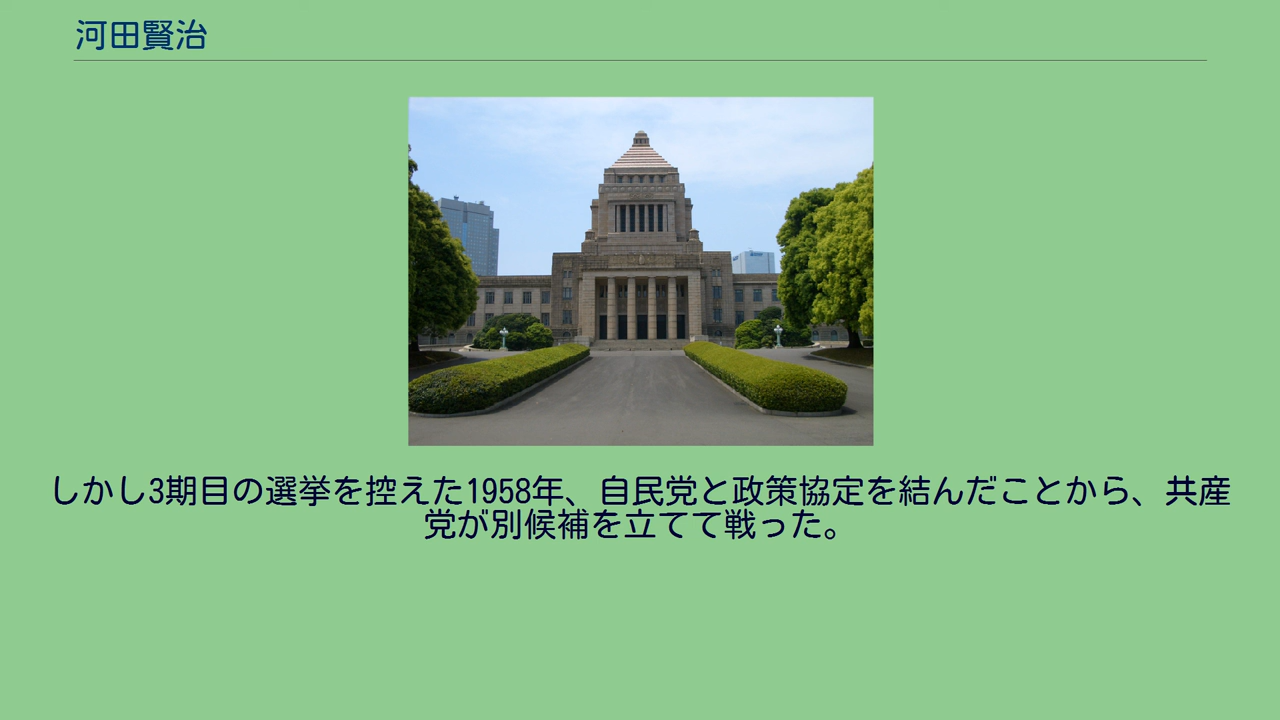 河田賢治
しかし3期目の選挙を控えた1958年、自民党と政策協定を結んだことから、共産
党が別候補を立てて戦った。